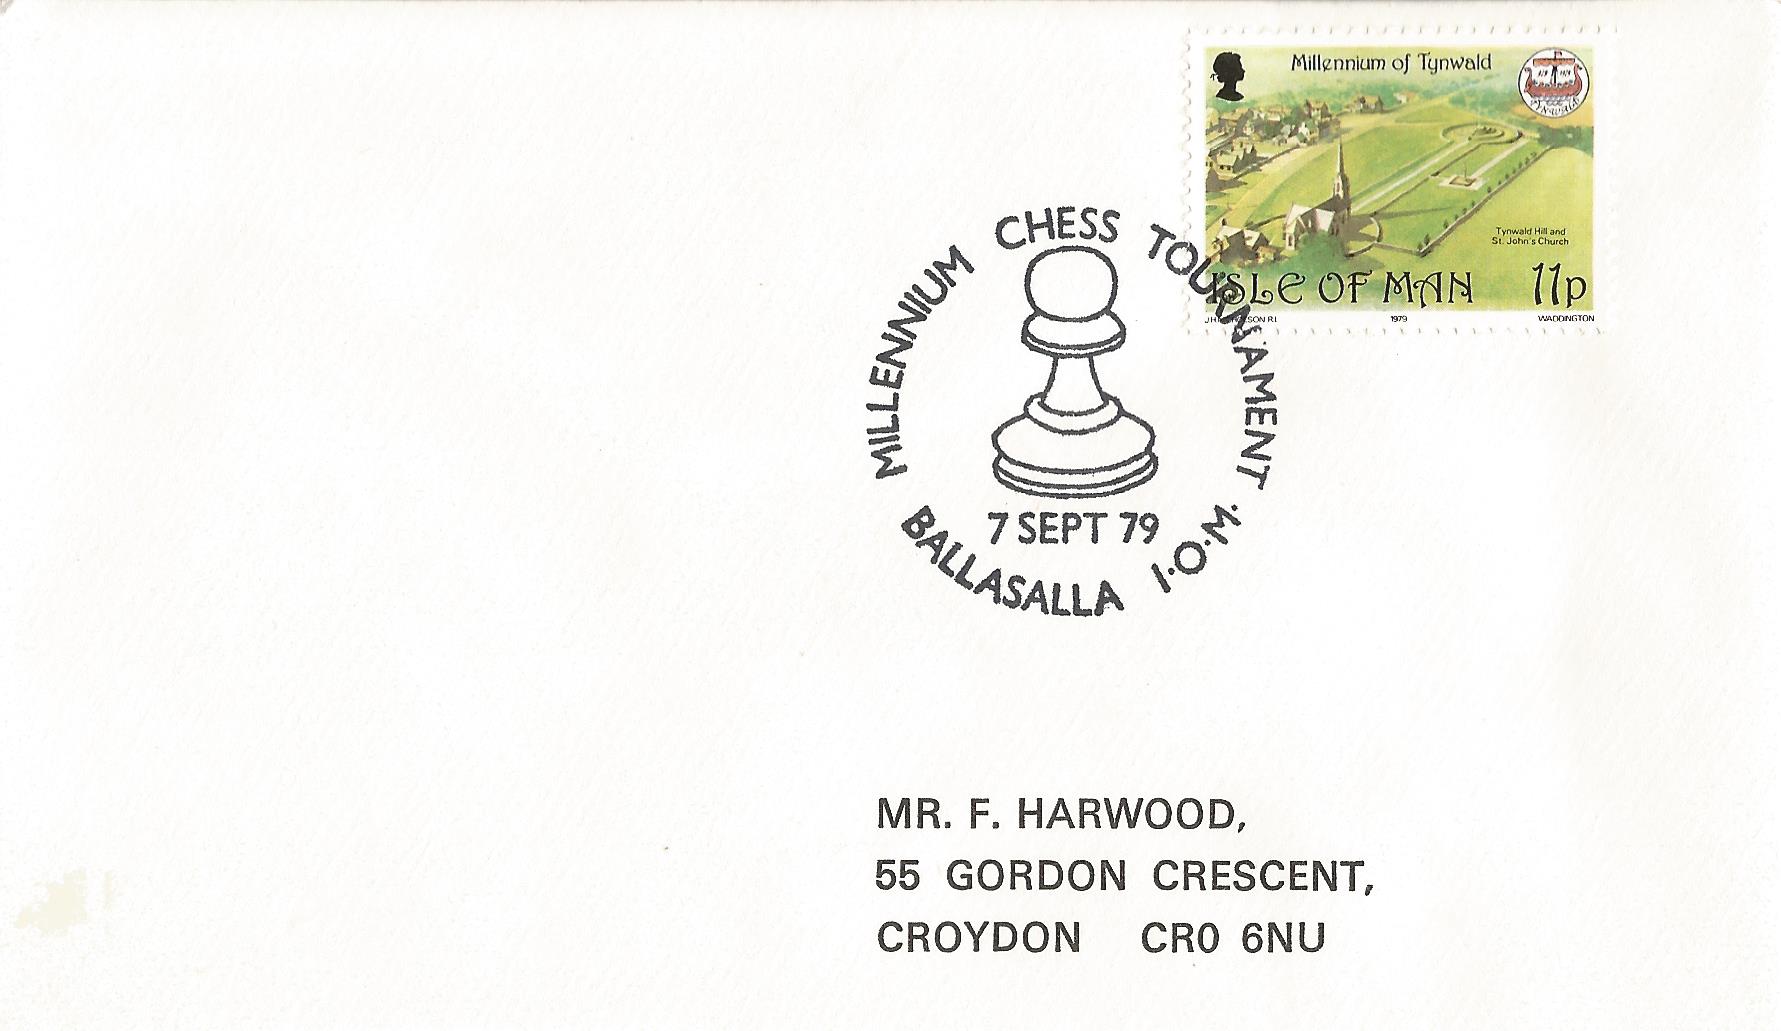 Millennium of Tynwald
TYNWALD
Tynwald Hill and
St. John's Church
ISLE OF MAN 11p
1979
WADDINGTON
MILLENNIUM CHESS TOURNAMENT
7 SEPT 79
BALLASALLA I.O.M.
MR. F. HARWOOD,
55 GORDON CRESCENT,
CROYDON CR0 6NU